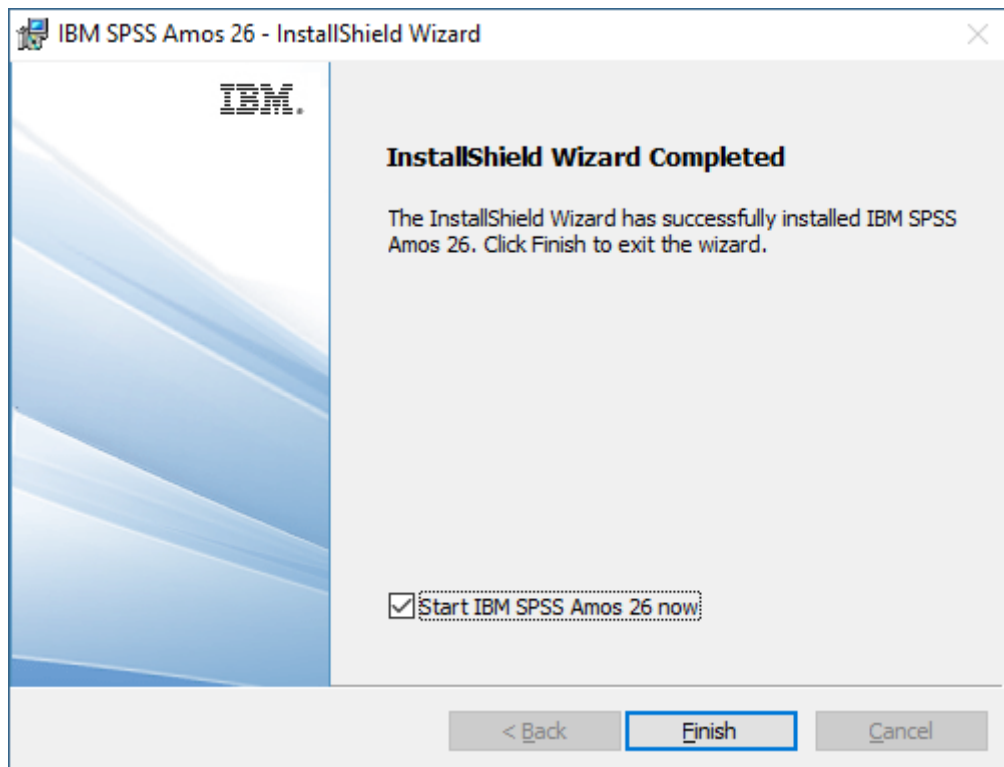 IBM SPSS Amos 26 - InstallShield Wizard
IBM.
InstallShield Wizard Completed
The InstallShield Wizard has successfully installed IBM SPSS
Amos 26. Click Finish to exit the wizard.
Start IBM SPSS Amos 26 now
< Back
Finish
Cancel